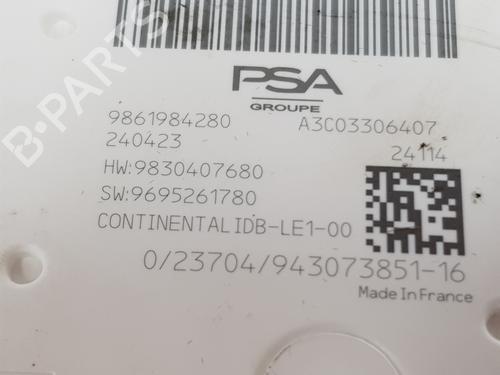 PSA
GROUPE
9861984280 A3C03306407
240423 24114
HW:9830407680
SW:9695261780
CONTINENTAL IDB-LE1-00
0/23704/943073851-16
Made In France
B-PARTS